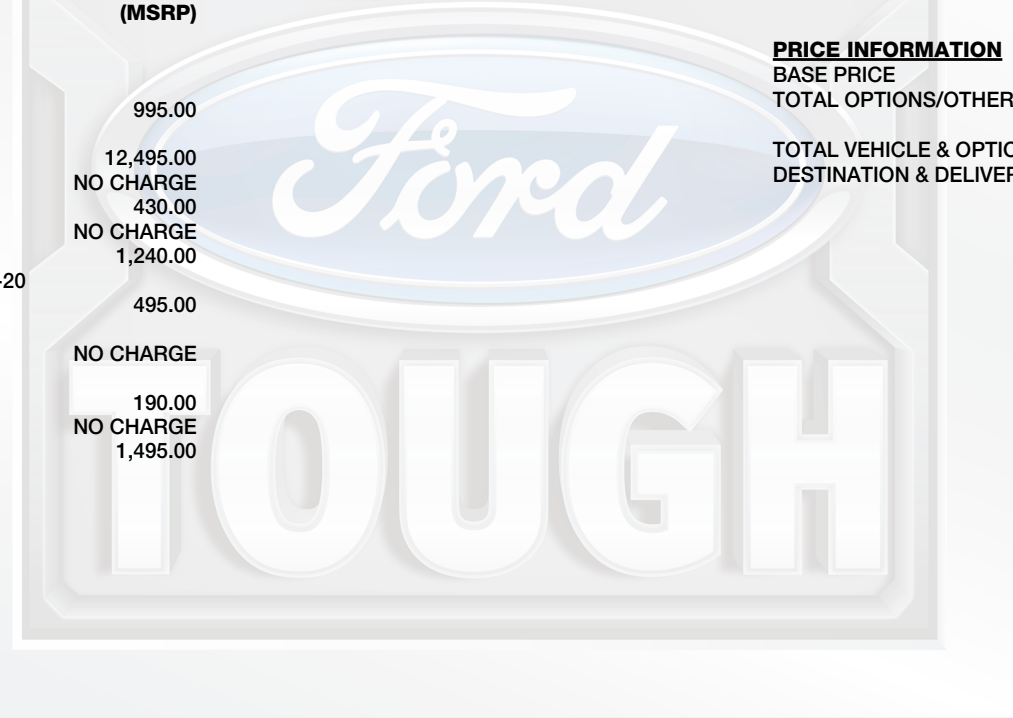 (MSRP)
995.00
12,495.00
NO CHARGE
430.00
NO CHARGE
1,240.00
-20
495.00
NO CHARGE
190.00
NO CHARGE
1,495.00
PRICE INFORMATION
BASE PRICE
TOTAL OPTIONS/OTHER
TOTAL VEHICLE & OPTIO
DESTINATION & DELIVER
Ford
TOUGH